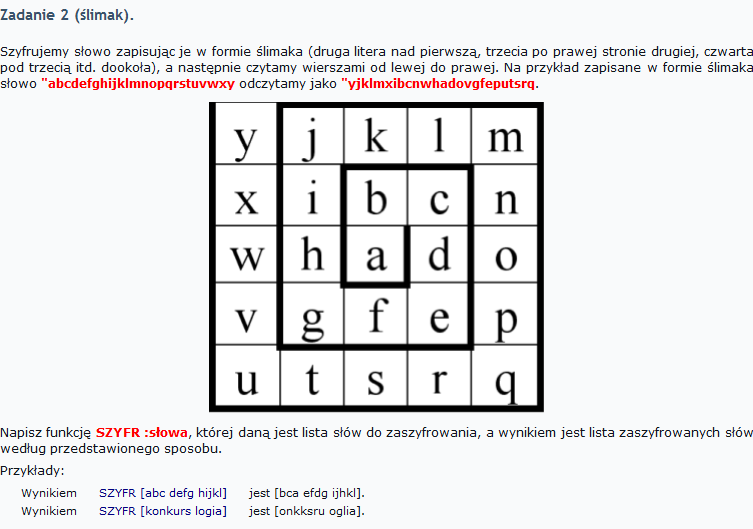 Zadanie 2 (ślimak).
Szyfrujemy słowo zapisując je w formie ślimaka (druga litera nad pierwszą, trzecia po prawej stronie drugiej, czwarta
pod trzecią itd. dookoła), a następnie czytamy wierszami od lewej do prawej. Na przykład zapisane w formie ślimaka
słowo "abcdefghijklmnopqrstuvwxy odczytamy jako "yjklmxibcnwhadovgfeputsrq.
y j k l m
x i b c n
w h a d o
v g f e p
u t s r q
Napisz funkcję SZYFR :słowa, której daną jest lista słów do zaszyfrowania, a wynikiem jest lista zaszyfrowanych słów
według przedstawionego sposobu.
Przykłady:
Wynikiem SZYFR [abc defg hijkl] jest [bca efdg ijhkl].
Wynikiem SZYFR [konkurs logia] jest [onkksru oglia].